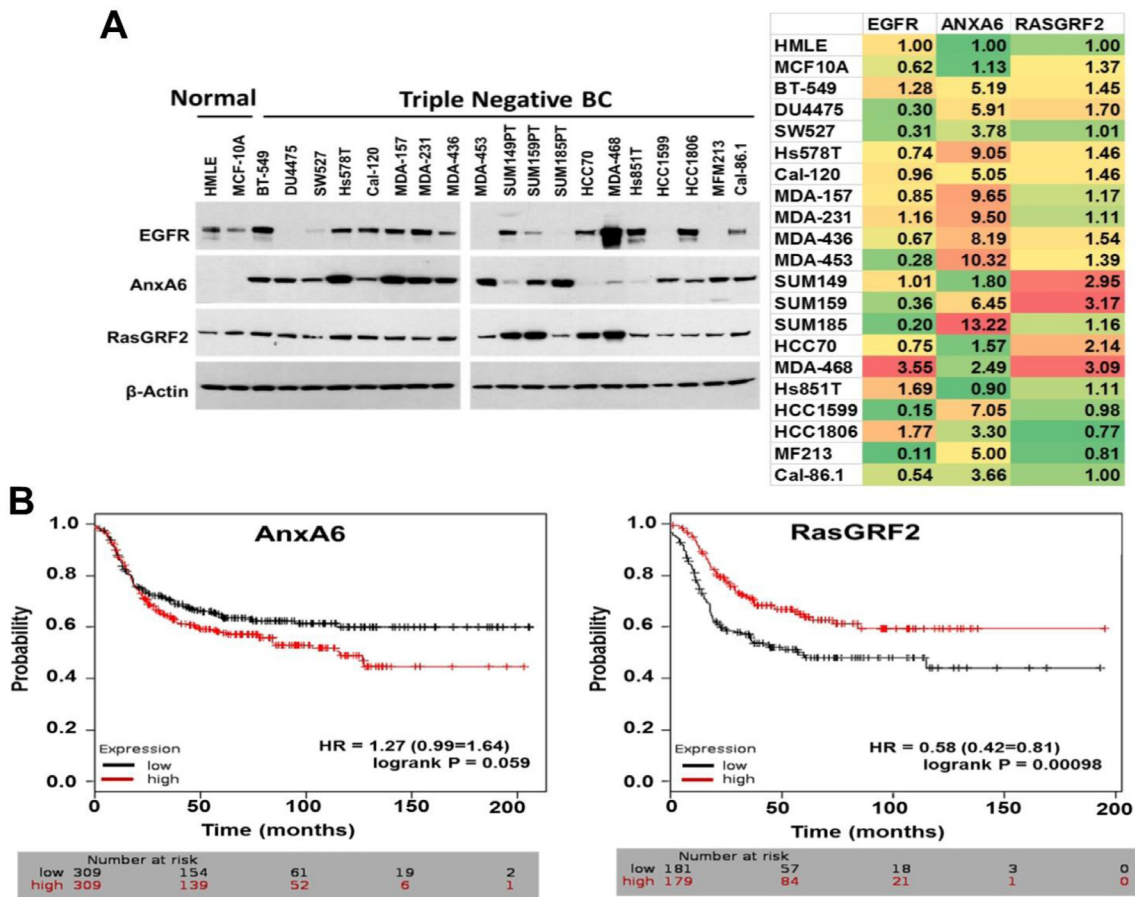 A
Normal
Triple Negative BC
HMLE
MCF-10A
BT-549
DU4475
SW527
Hs578T
Cal-120
MDA-157
MDA-231
MDA-436
MDA-453
SUM149PT
SUM159PT
SUM185PT
HCC70
MDA-468
Hs851T
HCC1599
HCC1806
MFM213
Cal-86.1
EGFR
AnxA6
RasGRF2
β-Actin
EGFR ANXA6 RASGRF2
HMLE 1.00 1.00 1.00
MCF10A 0.62 1.13 1.37
BT-549 1.28 5.19 1.45
DU4475 0.30 5.91 1.70
SW527 0.31 3.78 1.01
Hs578T 0.74 9.05 1.46
Cal-120 0.96 5.05 1.46
MDA-157 0.85 9.65 1.17
MDA-231 1.16 9.50 1.11
MDA-436 0.67 8.19 1.54
MDA-453 0.28 10.32 1.39
SUM149 1.01 1.80 2.95
SUM159 0.36 6.45 3.17
SUM185 0.20 13.22 1.16
HCC70 0.75 1.57 2.14
MDA-468 3.55 2.49 3.09
Hs851T 1.69 0.90 1.11
HCC1599 0.15 7.05 0.98
HCC1806 1.77 3.30 0.77
MF213 0.11 5.00 0.81
Cal-86.1 0.54 3.66 1.00
B
AnxA6
Probability
1.0
0.8
0.6
0.4
0.2
0.0
Expression
low
high
HR = 1.27 (0.99=1.64)
logrank P = 0.059
0 50 100 150 200
Time (months)
Number at risk
low 309 154 61 19 2
high 309 139 52 6 1
RasGRF2
Probability
1.0
0.8
0.6
0.4
0.2
0.0
Expression
low
high
HR = 0.58 (0.42=0.81)
logrank P = 0.00098
0 50 100 150 200
Time (months)
Number at risk
low 181 57 18 3 0
high 179 84 21 1 0